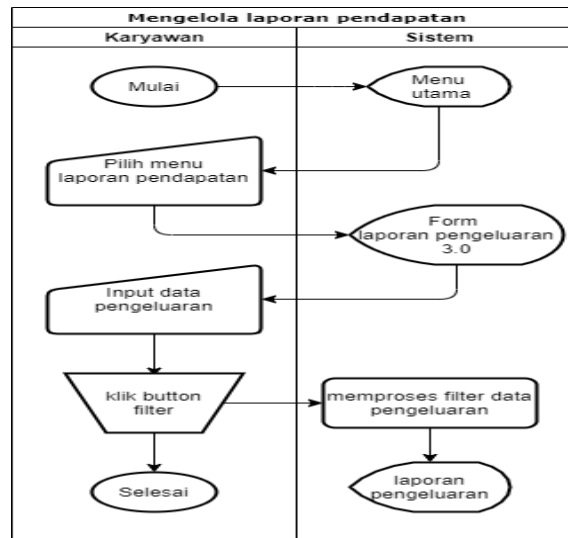 Mengelola laporan pendapatan
Karyawan
Sistem
Mulai
Menu
utama
Pilih menu
laporan pendapatan
Form
laporan pengeluaran
3.0
Input data
pengeluaran
klik button
filter
memproses filter data
pengeluaran
Selesai
laporan
pengeluaran